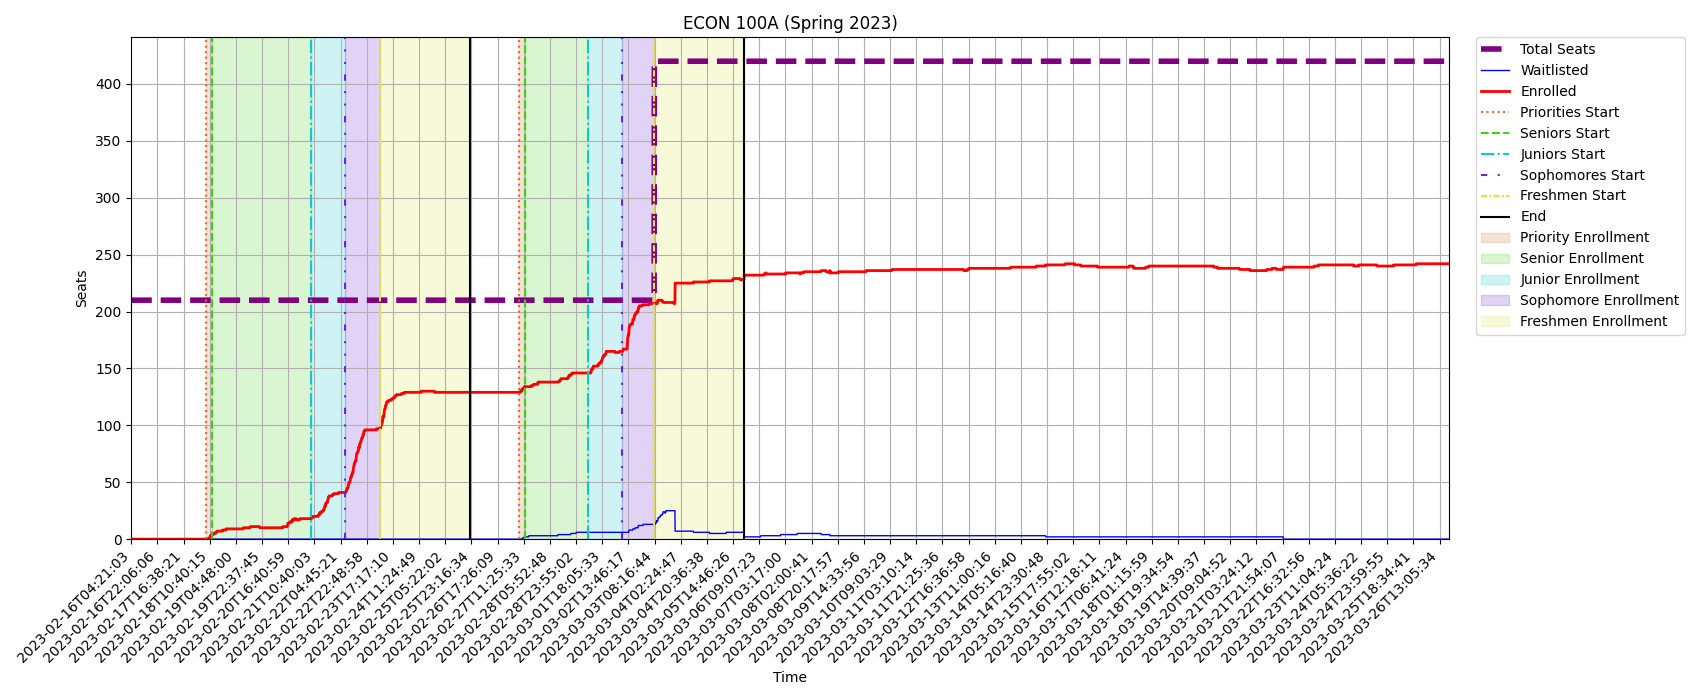 ECON 100A (Spring 2023)
Seats
400
350
300
250
200
150
100
50
0
2023-02-16T04:21:03
2023-02-16T22:06:06
2023-02-17T16:38:21
2023-02-18T10:40:15
2023-02-19T04:48:00
2023-02-19T22:37:45
2023-02-20T16:40:59
2023-02-21T10:40:03
2023-02-22T04:45:21
2023-02-22T22:48:58
2023-02-23T17:17:10
2023-02-24T11:24:49
2023-02-25T05:22:02
2023-02-25T23:16:34
2023-02-26T17:26:09
2023-02-27T11:25:33
2023-02-28T05:52:48
2023-02-28T23:55:02
2023-03-01T18:05:33
2023-03-02T13:46:17
2023-03-03T08:16:44
2023-03-04T02:24:47
2023-03-04T20:36:38
2023-03-05T14:46:26
2023-03-06T09:07:23
2023-03-07T03:17:00
2023-03-08T02:00:41
2023-03-08T20:17:57
2023-03-09T14:33:56
2023-03-10T09:03:29
2023-03-11T03:10:14
2023-03-11T21:25:36
2023-03-12T16:36:58
2023-03-13T11:00:16
2023-03-14T05:16:40
2023-03-14T23:30:48
2023-03-15T17:55:02
2023-03-16T12:18:11
2023-03-17T06:41:24
2023-03-18T01:15:59
2023-03-18T19:34:54
2023-03-19T14:39:37
2023-03-20T09:04:52
2023-03-21T03:24:12
2023-03-21T21:54:07
2023-03-22T16:32:56
2023-03-23T11:04:24
2023-03-24T05:36:22
2023-03-24T23:59:55
2023-03-25T18:34:41
2023-03-26T13:05:34
Time
Total Seats
Waitlisted
Enrolled
Priorities Start
Seniors Start
Juniors Start
Sophomores Start
Freshmen Start
End
Priority Enrollment
Senior Enrollment
Junior Enrollment
Sophomore Enrollment
Freshmen Enrollment